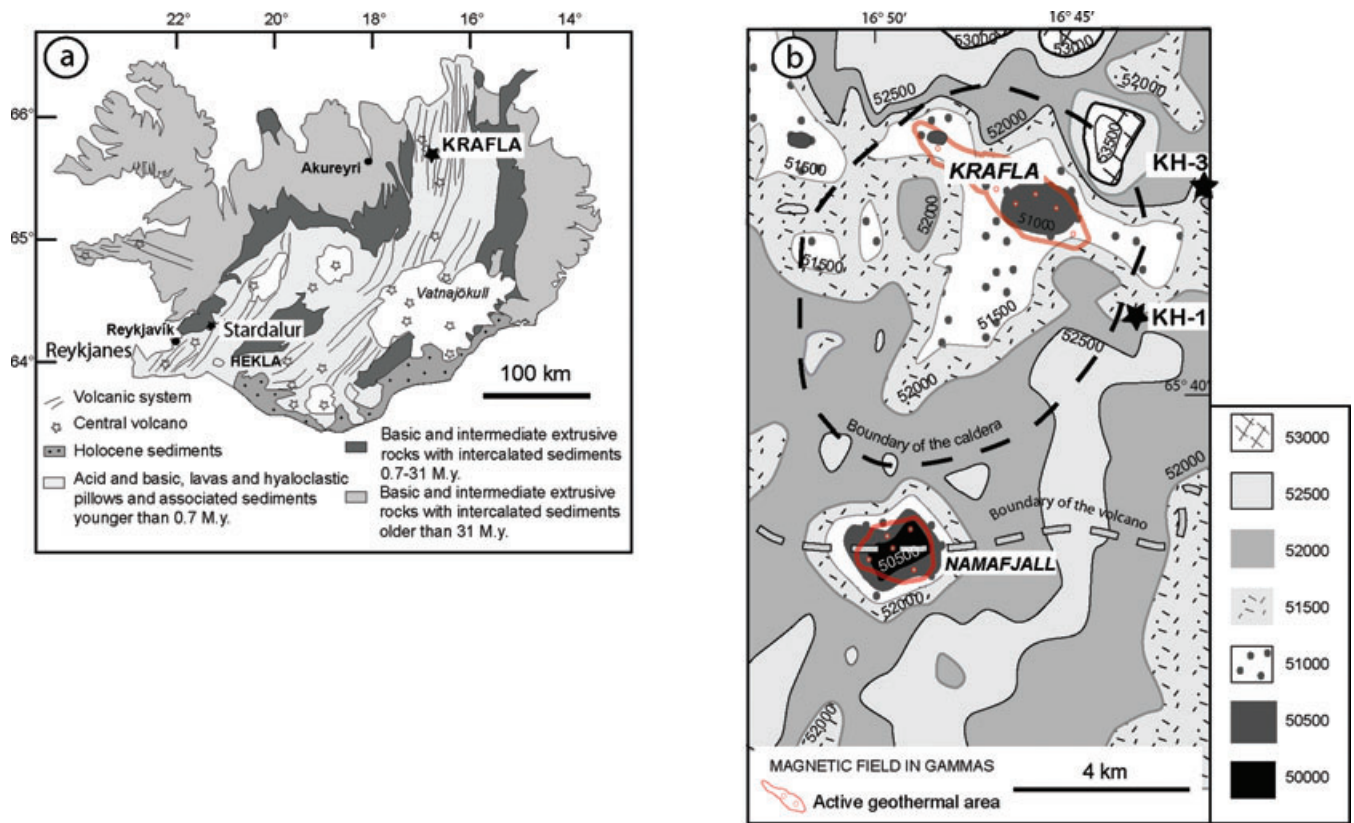 22° 20° 18° 16° 14°
a
66°
65°
64°
KRAFLA
Akureyri
Vatnajökull
Reykjavík
Stardalur
Reykjanes
HEKLA
100 km
Volcanic system
Central volcano
Holocene sediments
Acid and basic, lavas and hyaloclastic
pillows and associated sediments
younger than 0.7 M.y.
Basic and intermediate extrusive
rocks with intercalated sediments
0.7-31 M.y.
Basic and intermediate extrusive
rocks with intercalated sediments
older than 31 M.y.
16° 50′ 16° 45′
b
53000
53000
52500
52000
52000
53500
KH-3
51500
KRAFLA
52000
51000
51500
51500
KH-1
52500
52000
65° 40′
Boundary of the caldera
52000
Boundary of the volcano
50500
NAMAFJALL
52000
52000
MAGNETIC FIELD IN GAMMAS
Active geothermal area
4 km
53000
52500
52000
51500
51000
50500
50000